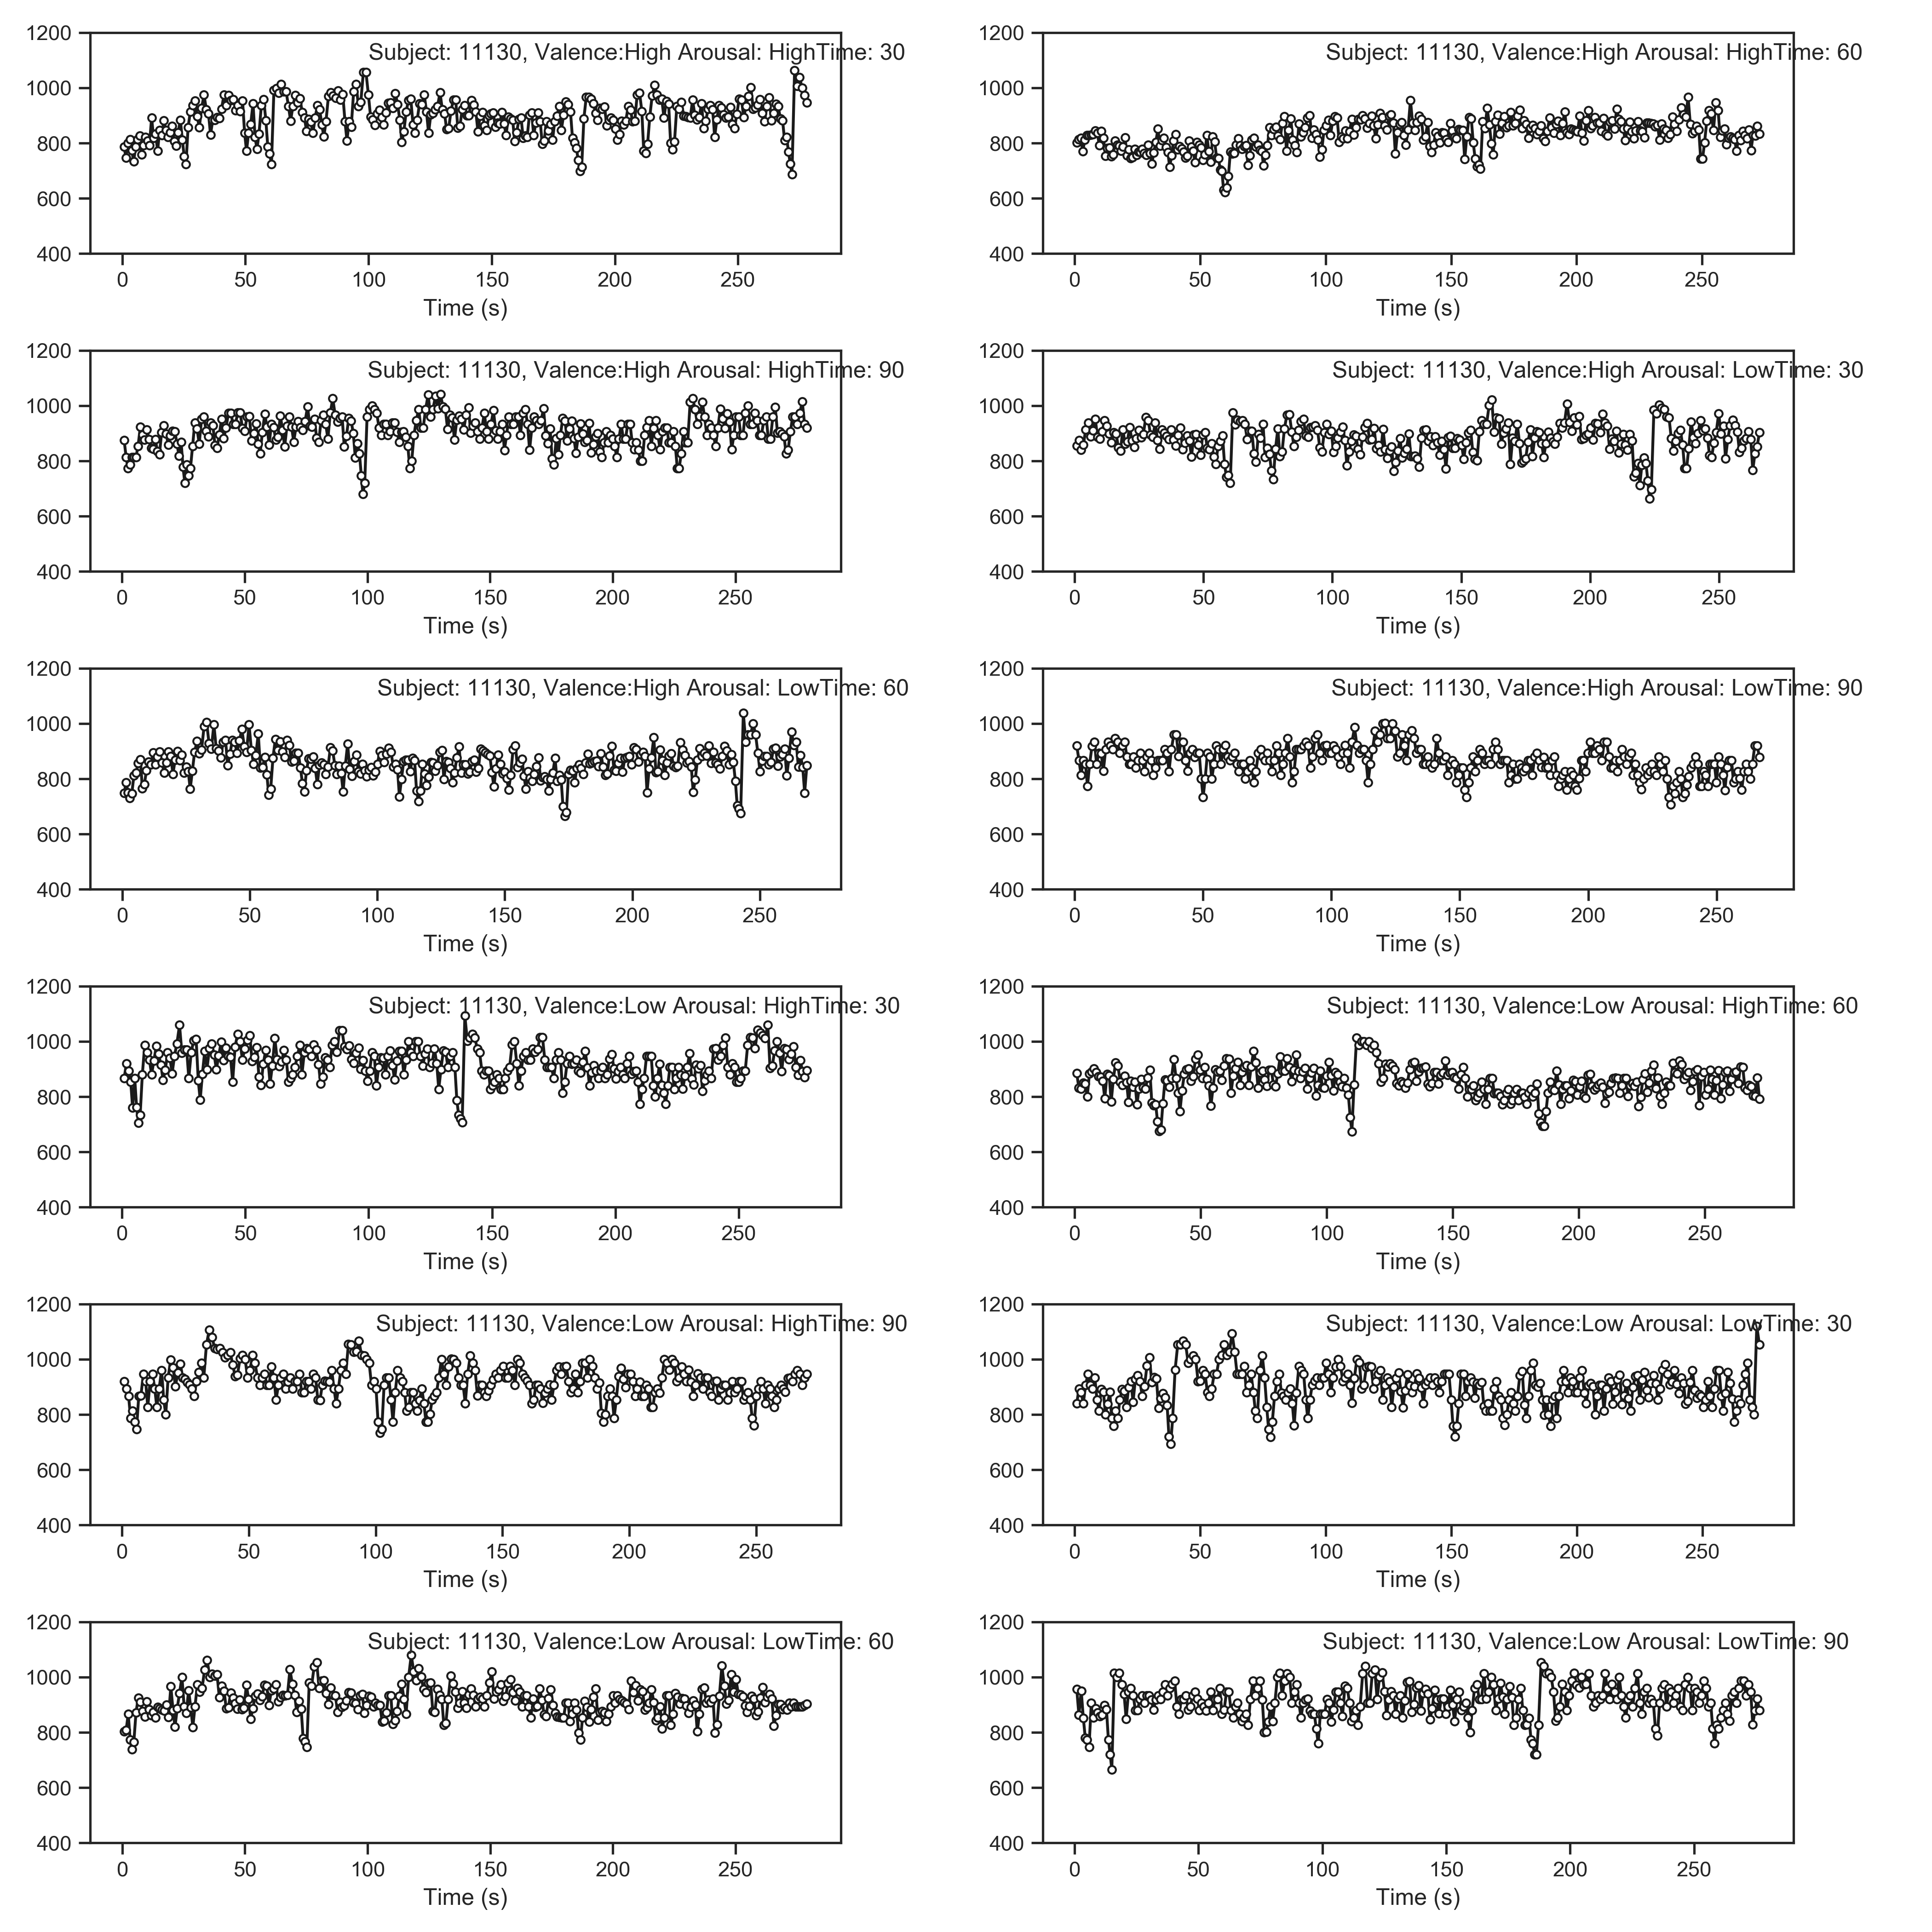 Subject: 11130, Valence:High Arousal: HighTime: 30
1200
1000
800
600
400
0 50 100 150 200 250
Time (s)
Subject: 11130, Valence:High Arousal: HighTime: 60
1200
1000
800
600
400
0 50 100 150 200 250
Time (s)
Subject: 11130, Valence:High Arousal: HighTime: 90
1200
1000
800
600
400
0 50 100 150 200 250
Time (s)
Subject: 11130, Valence:High Arousal: LowTime: 30
1200
1000
800
600
400
0 50 100 150 200 250
Time (s)
Subject: 11130, Valence:High Arousal: LowTime: 60
1200
1000
800
600
400
0 50 100 150 200 250
Time (s)
Subject: 11130, Valence:High Arousal: LowTime: 90
1200
1000
800
600
400
0 50 100 150 200 250
Time (s)
Subject: 11130, Valence:Low Arousal: HighTime: 30
1200
1000
800
600
400
0 50 100 150 200 250
Time (s)
Subject: 11130, Valence:Low Arousal: HighTime: 60
1200
1000
800
600
400
0 50 100 150 200 250
Time (s)
Subject: 11130, Valence:Low Arousal: HighTime: 90
1200
1000
800
600
400
0 50 100 150 200 250
Time (s)
Subject: 11130, Valence:Low Arousal: LowTime: 30
1200
1000
800
600
400
0 50 100 150 200 250
Time (s)
Subject: 11130, Valence:Low Arousal: LowTime: 60
1200
1000
800
600
400
0 50 100 150 200 250
Time (s)
Subject: 11130, Valence:Low Arousal: LowTime: 90
1200
1000
800
600
400
0 50 100 150 200 250
Time (s)